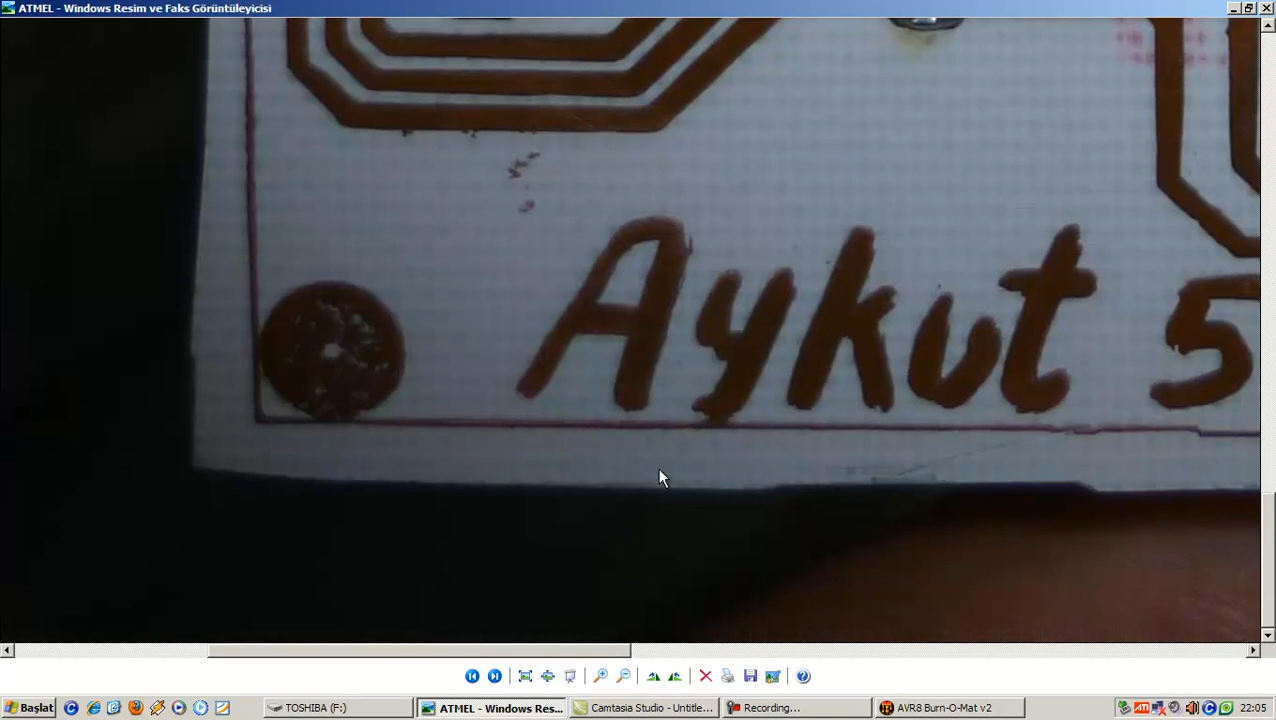 ATMEL - Windows Resim ve Faks Görüntüleyicisi
Aykut 5
Başlat
TOSHIBA (F:)
ATMEL - Windows Res...
Camtasia Studio - Untitle...
Recording...
AVR8 Burn-O-Mat v2
ATI
22:05